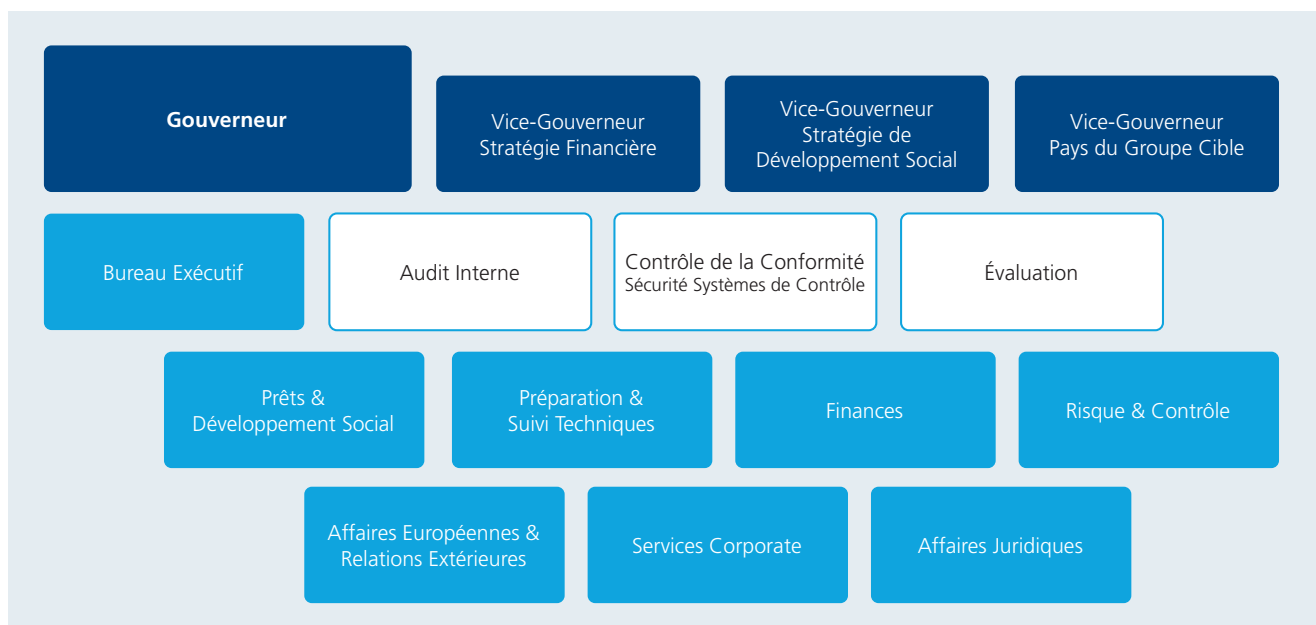 Gouverneur
Vice-Gouverneur
Stratégie Financière
Vice-Gouverneur
Stratégie de
Développement Social
Vice-Gouverneur
Pays du Groupe Cible
Bureau Exécutif
Audit Interne
Contrôle de la Conformité
Sécurité Systèmes de Contrôle
Évaluation
Prêts &
Développement Social
Préparation &
Suivi Techniques
Finances
Risque & Contrôle
Affaires Européennes &
Relations Extérieures
Services Corporate
Affaires Juridiques